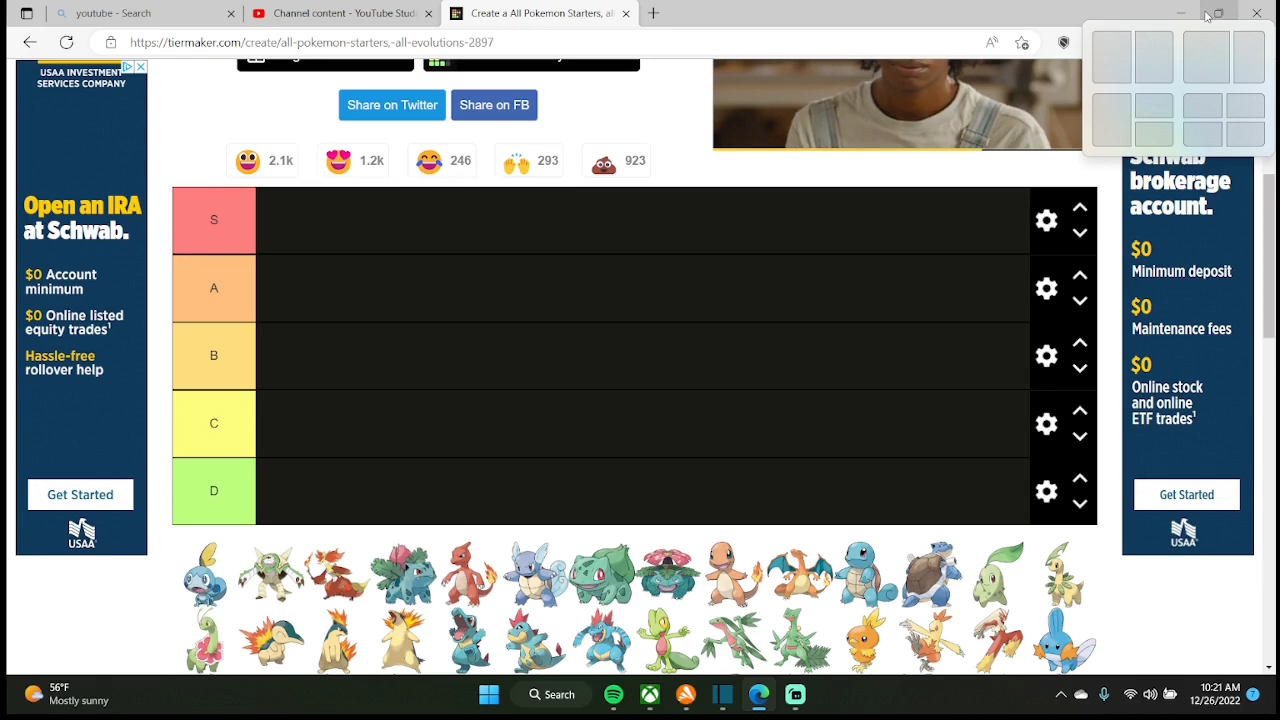 youtube - Search
Channel content - YouTube Studi
Create a All Pokemon Starters, al
https://tiermaker.com/create/all-pokemon-starters,-all-evolutions-2897
USAA INVESTMENT
SERVICES COMPANY
Open an IRA
at Schwab.
$0 Account
minimum
$0 Online listed
equity trades¹
Hassle-free
rollover help
Get Started
USAA
Share on Twitter
Share on FB
2.1k
1.2k
246
293
923
S
A
B
C
D
brokerage
account.
$0
Minimum deposit
$0
Maintenance fees
$0
Online stock
and online
ETF trades¹
Get Started
USAA
56°F
Mostly sunny
Search
10:21 AM
12/26/2022
7